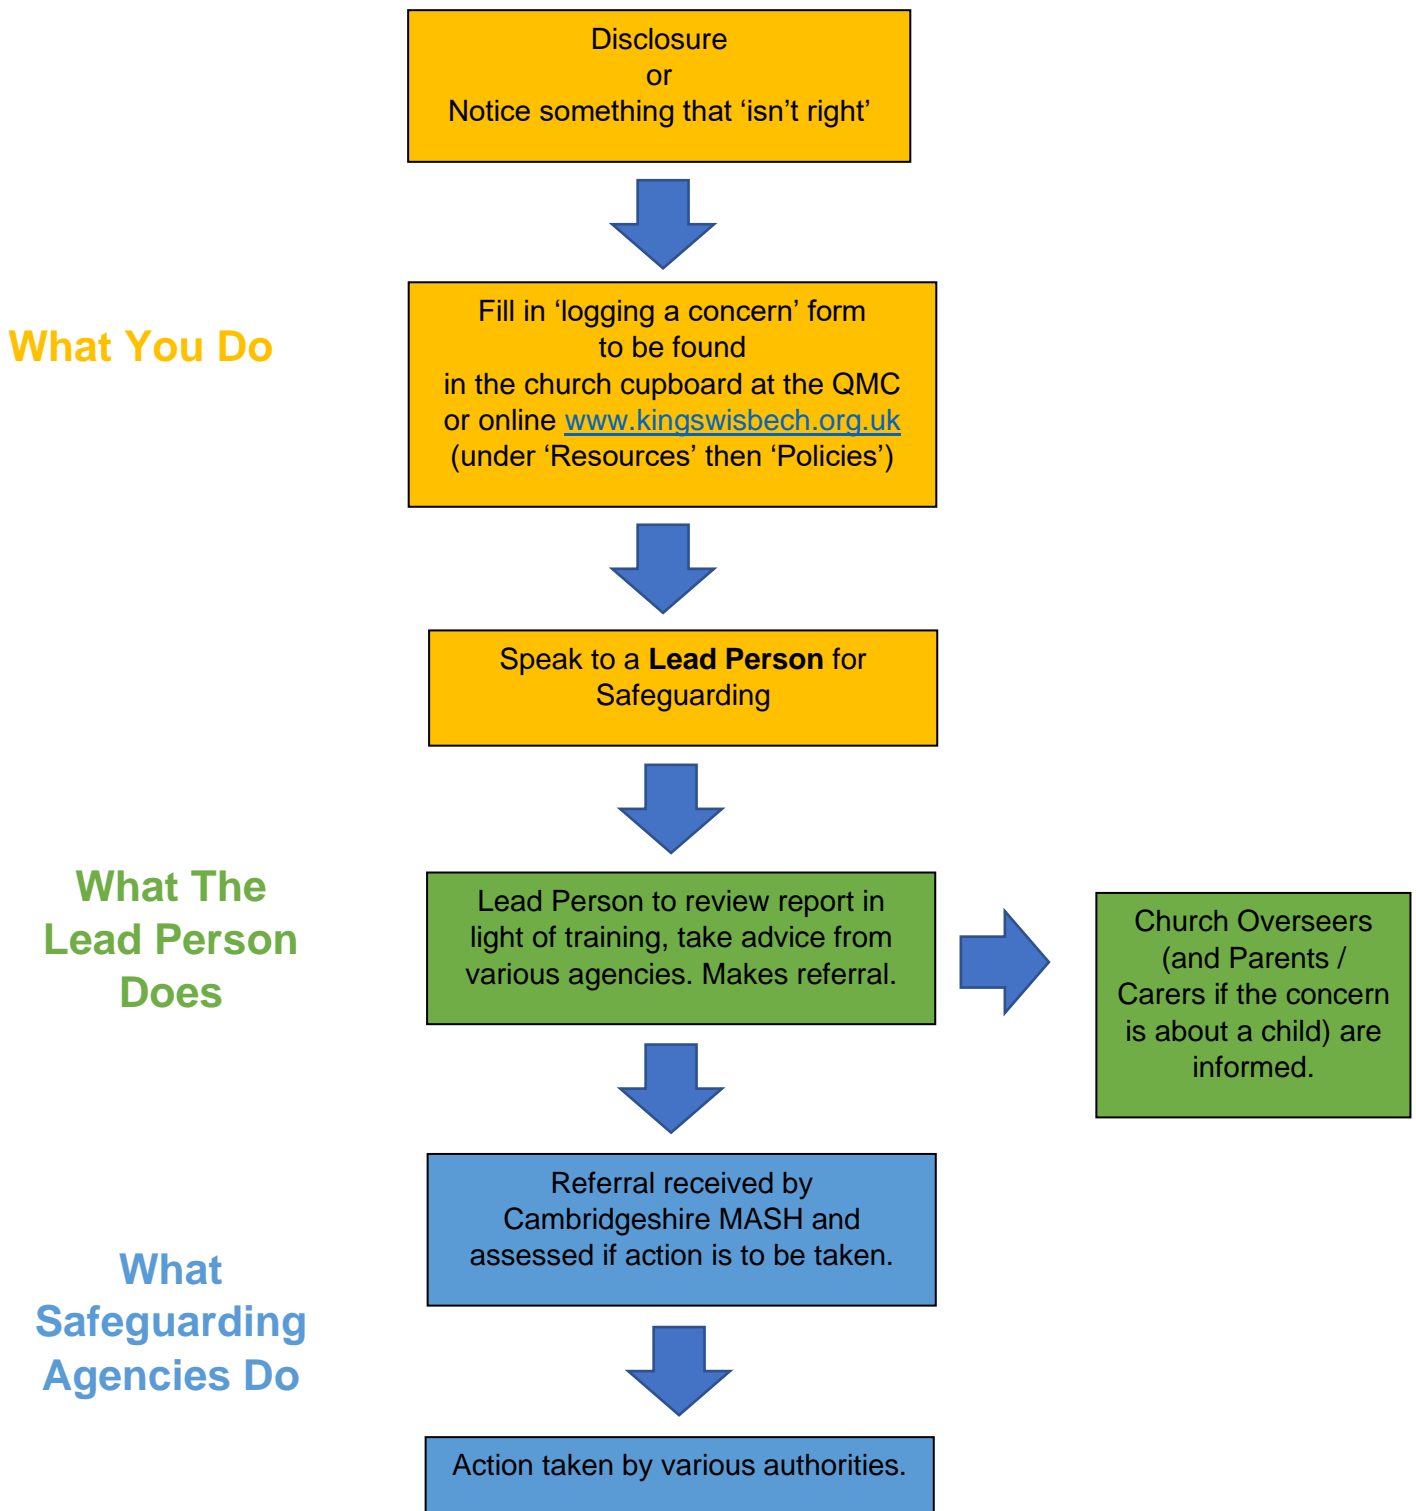 Disclosure
or
Notice something that ‘isn’t right’
What You Do
Fill in ‘logging a concern’ form
to be found
in the church cupboard at the QMC
or online www.kingswisbech.org.uk
(under ‘Resources’ then ‘Policies’)
Speak to a Lead Person for
Safeguarding
What The
Lead Person
Does
Lead Person to review report in
light of training, take advice from
various agencies. Makes referral.
Church Overseers
(and Parents /
Carers if the concern
is about a child) are
informed.
What
Safeguarding
Agencies Do
Referral received by
Cambridgeshire MASH and
assessed if action is to be taken.
Action taken by various authorities.